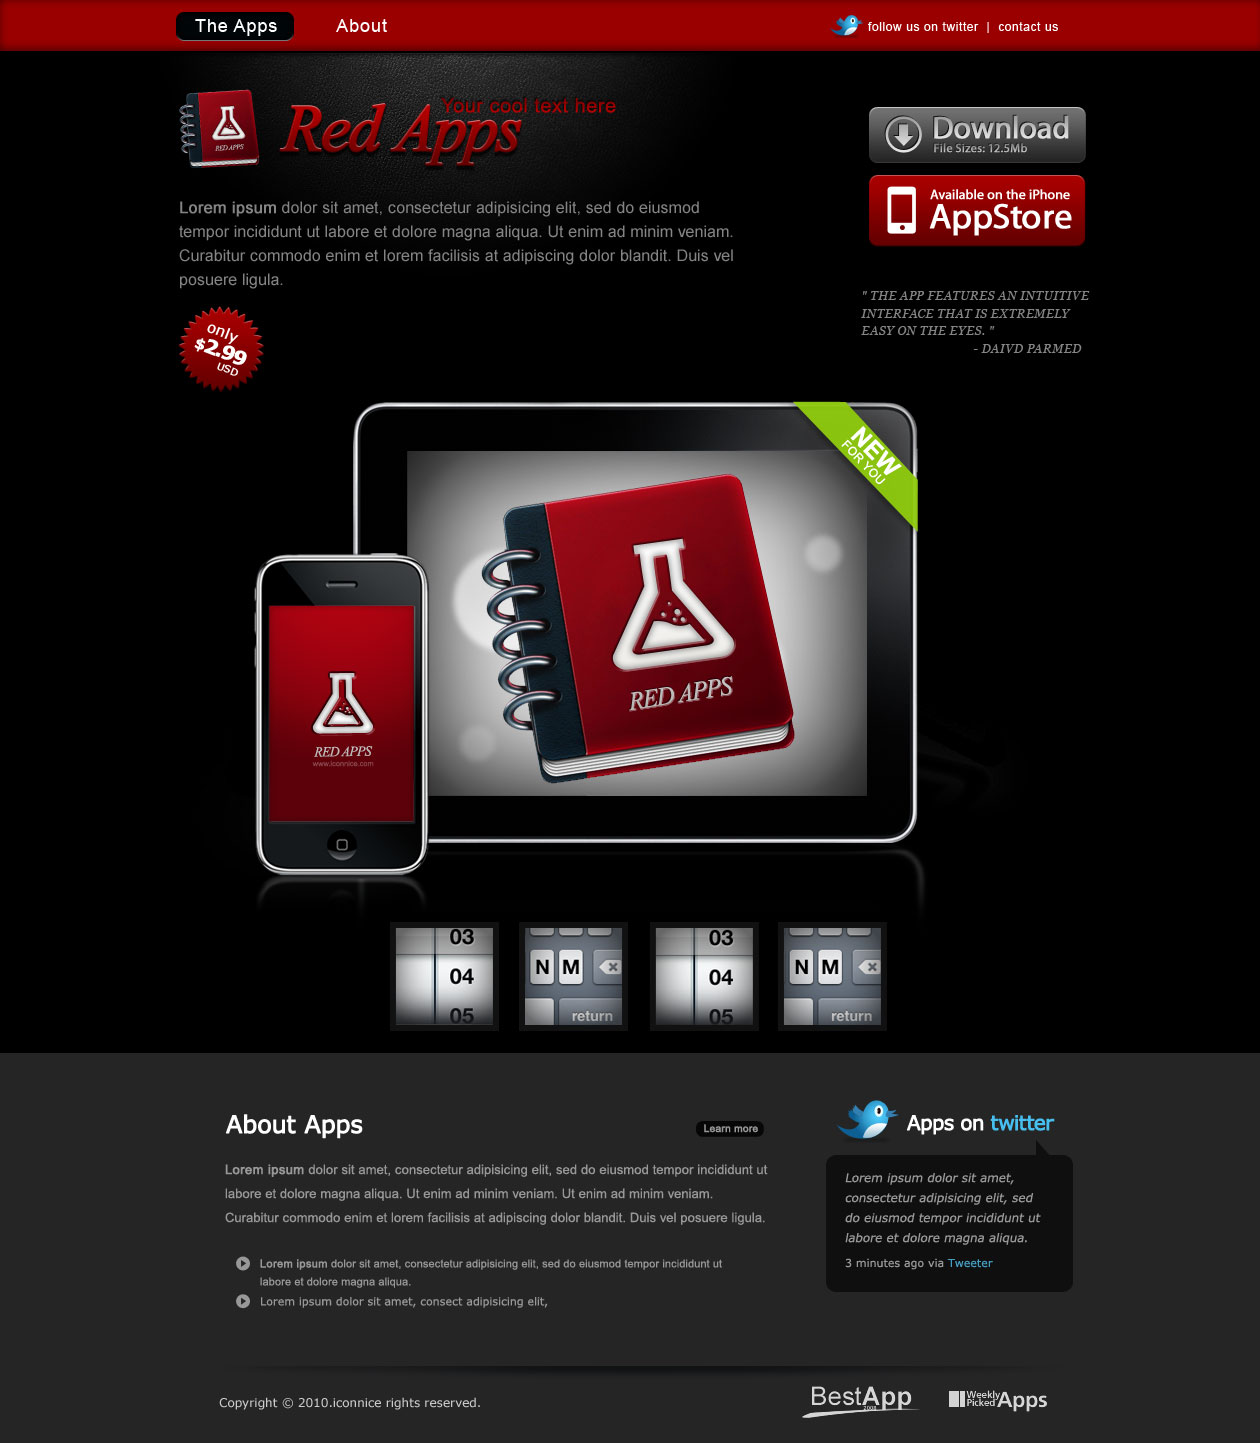 The Apps
About
follow us on twitter | contact us
RED APPS
Your cool text here
Red Apps
Download
File Sizes: 12.5Mb
Available on the iPhone
AppStore
Lorem ipsum dolor sit amet, consectetur adipisicing elit, sed do eiusmod
tempor incididunt ut labore et dolore magna aliqua. Ut enim ad minim veniam.
Curabitur commodo enim et lorem facilisis at adipiscing dolor blandit. Duis vel
posuere ligula.
" THE APP FEATURES AN INTUITIVE
INTERFACE THAT IS EXTREMELY
EASY ON THE EYES. "
- DAIVD PARMED
only
$2.99
USD
NEW
FOR YOU
RED APPS
RED APPS
www.iconnice.com
03
04
05
N M
return
03
04
05
N M
return
About Apps
Learn more
Lorem ipsum dolor sit amet, consectetur adipisicing elit, sed do eiusmod tempor incididunt ut
labore et dolore magna aliqua. Ut enim ad minim veniam. Ut enim ad minim veniam.
Curabitur commodo enim et lorem facilisis at adipiscing dolor blandit. Duis vel posuere ligula.
Lorem ipsum dolor sit amet, consectetur adipisicing elit, sed do eiusmod tempor incididunt ut
labore et dolore magna aliqua.
Lorem ipsum dolor sit amet, consect adipisicing elit,
Apps on twitter
Lorem ipsum dolor sit amet,
consectetur adipisicing elit, sed
do eiusmod tempor incididunt ut
labore et dolore magna aliqua.
3 minutes ago via Tweeter
Copyright © 2010.iconnice rights reserved.
BestApp
2008
Weekly
Picked
Apps